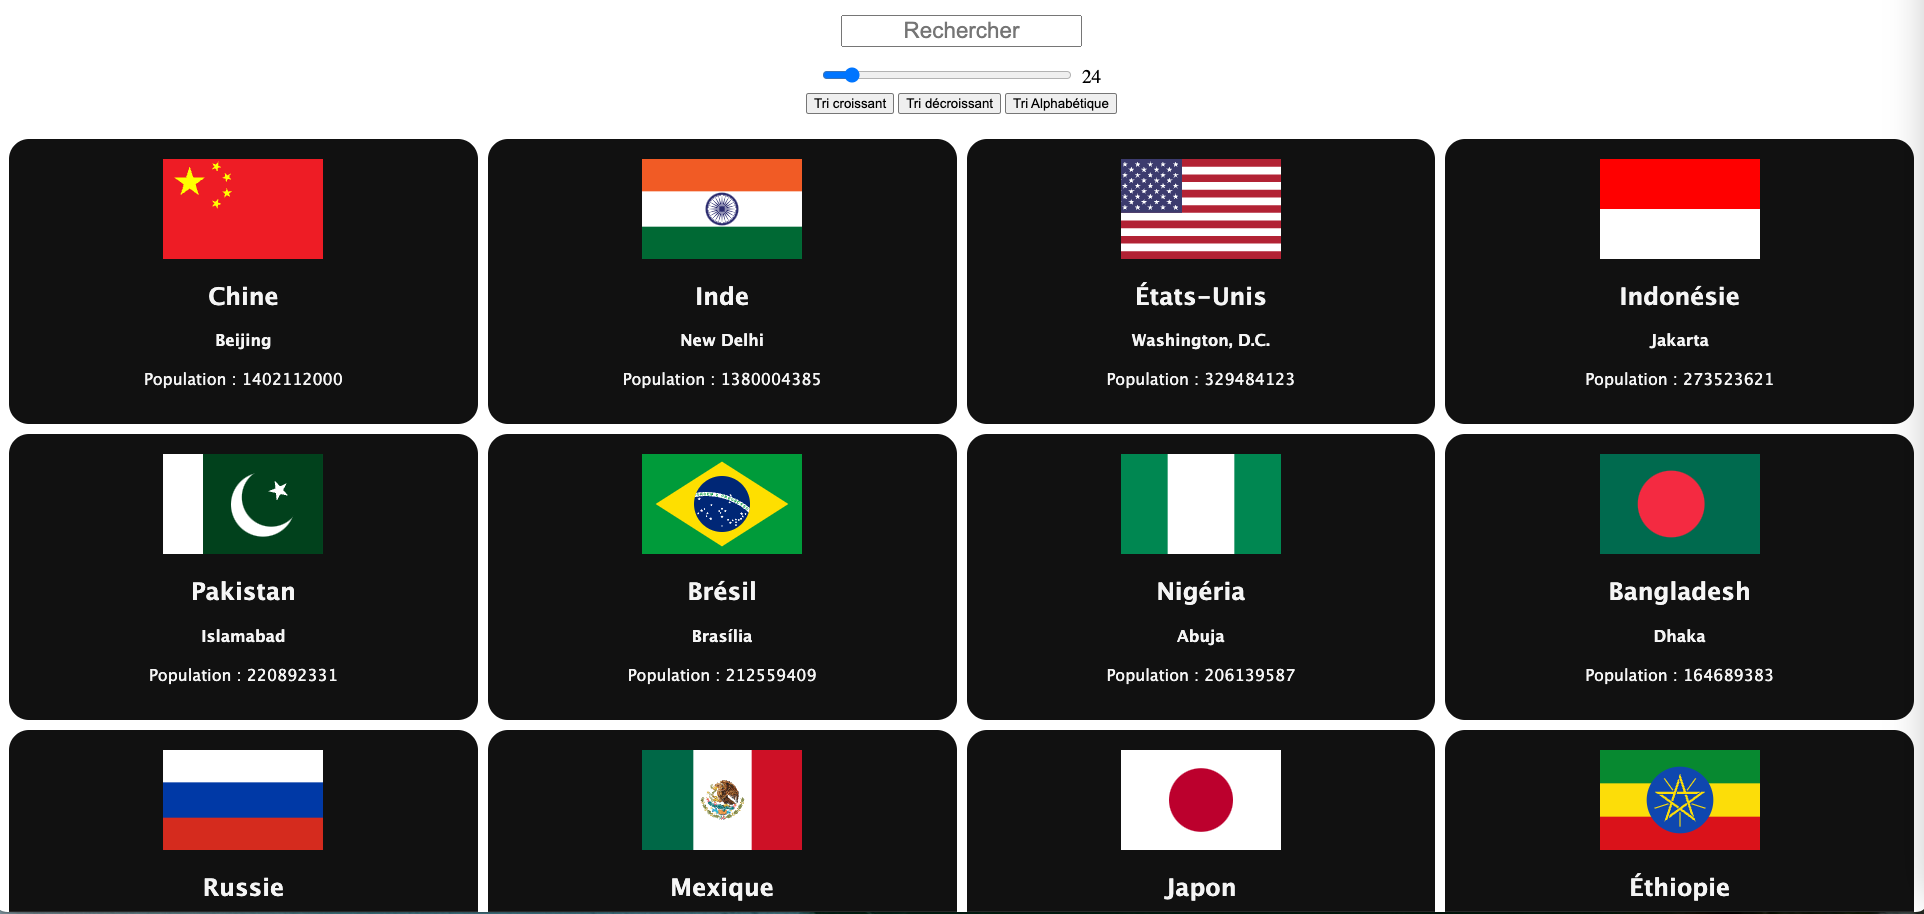 Rechercher
24
Tri croissant Tri décroissant Tri Alphabétique
Chine Inde États-Unis Indonésie
Beijing New Delhi Washington, D.C. Jakarta
Population : 1402112000 Population : 1380004385 Population : 329484123 Population : 273523621
Pakistan Brésil Nigéria Bangladesh
Islamabad Brasília Abuja Dhaka
Population : 220892331 Population : 212559409 Population : 206139587 Population : 164689383
Russie Mexique Japon Éthiopie